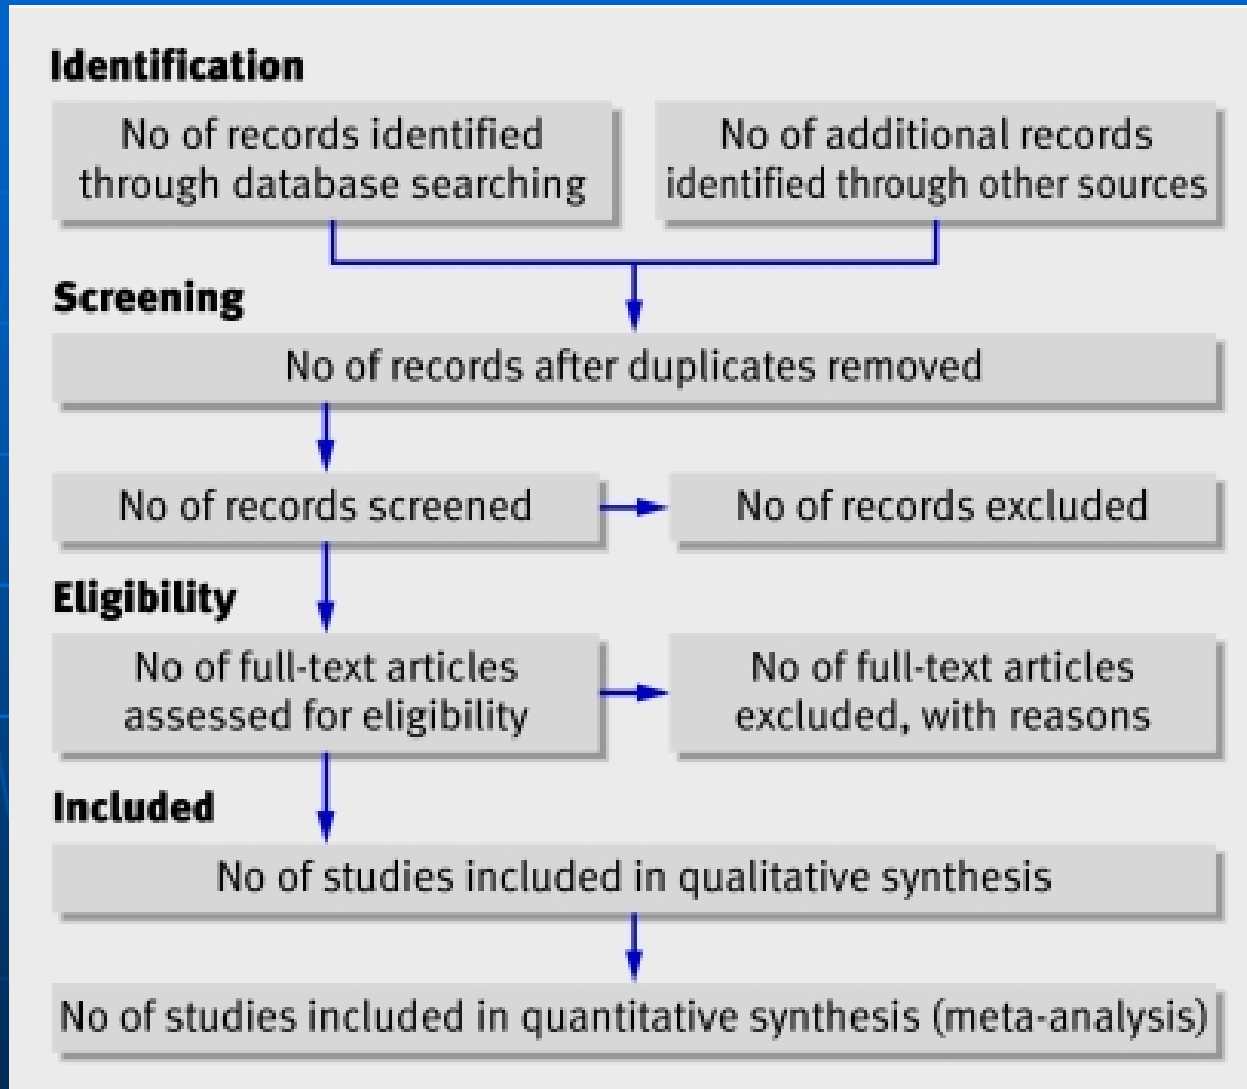 Identification
No of records identified
through database searching
No of additional records
identified through other sources
Screening
No of records after duplicates removed
No of records screened
No of records excluded
Eligibility
No of full-text articles
assessed for eligibility
No of full-text articles
excluded, with reasons
Included
No of studies included in qualitative synthesis
No of studies included in quantitative synthesis (meta-analysis)